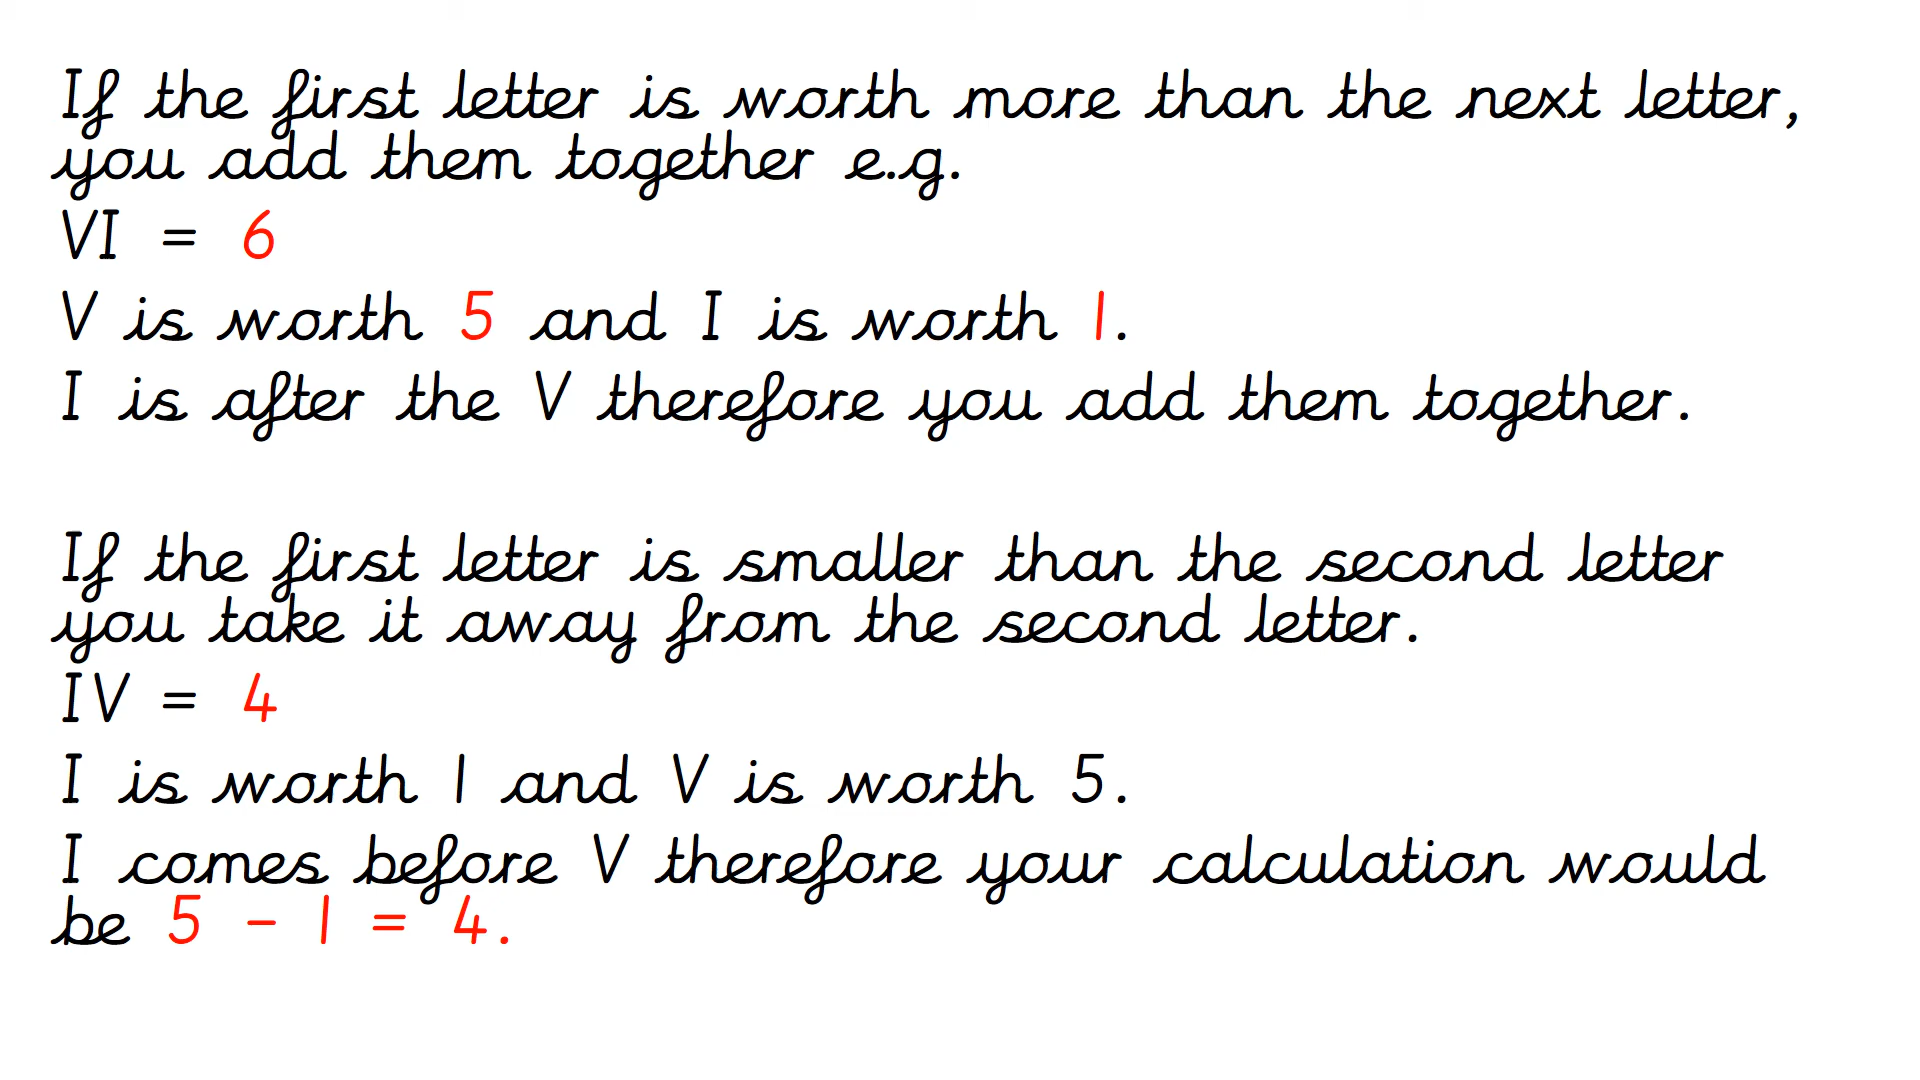 If the first letter is worth more than the next letter,
you add them together e.g.
VI = 6
V is worth 5 and I is worth 1.
I is after the V therefore you add them together.
If the first letter is smaller than the second letter
you take it away from the second letter.
IV = 4
I is worth 1 and V is worth 5.
I comes before V therefore your calculation would
be 5 - 1 = 4.